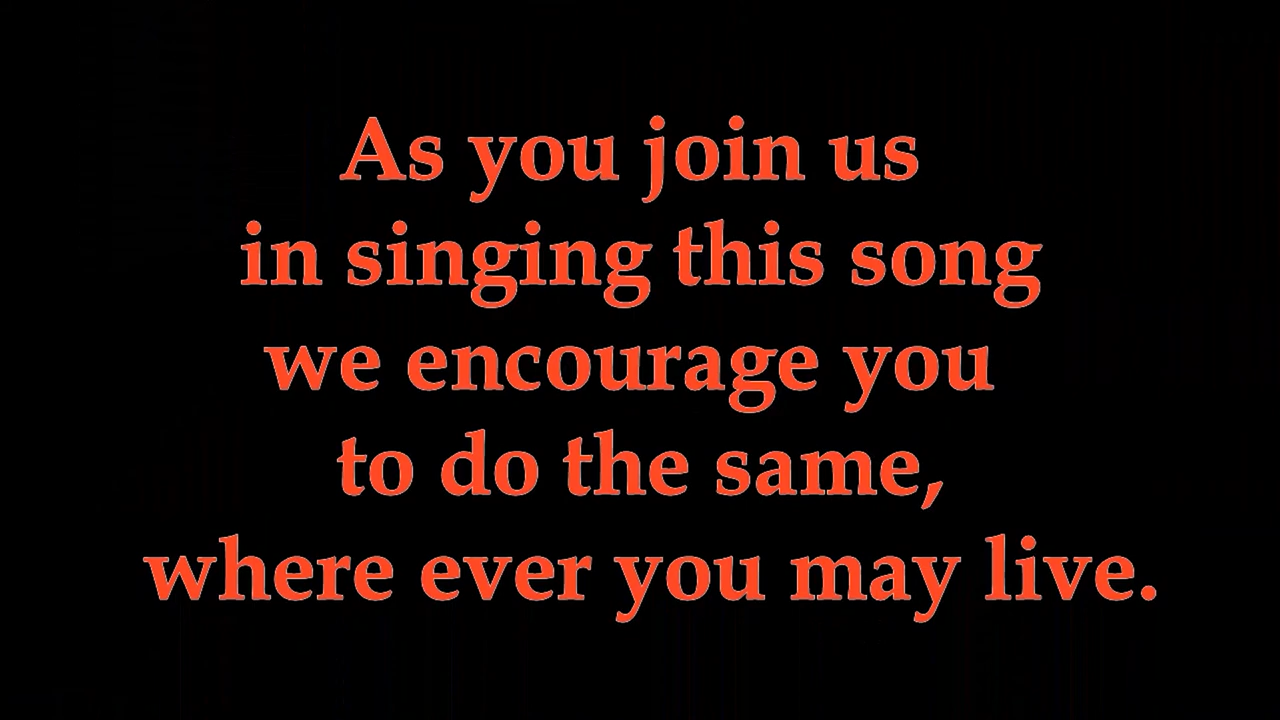 As you join us
in singing this song
we encourage you
to do the same,
where ever you may live.